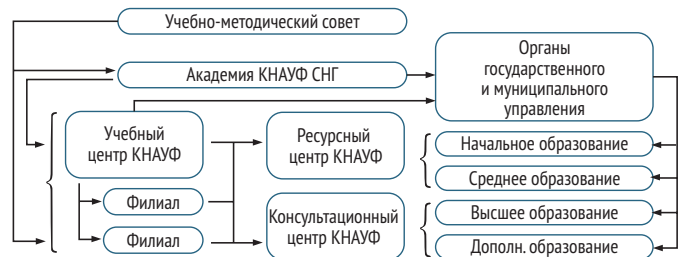 Учебно-методический совет
Академия КНАУФ СНГ
Органы
государственного
и муниципального
управления
Учебный
центр КНАУФ
Ресурсный
центр КНАУФ
Начальное образование
Среднее образование
Филиал
Филиал
Консультационный
центр КНАУФ
Высшее образование
Дополн. образование